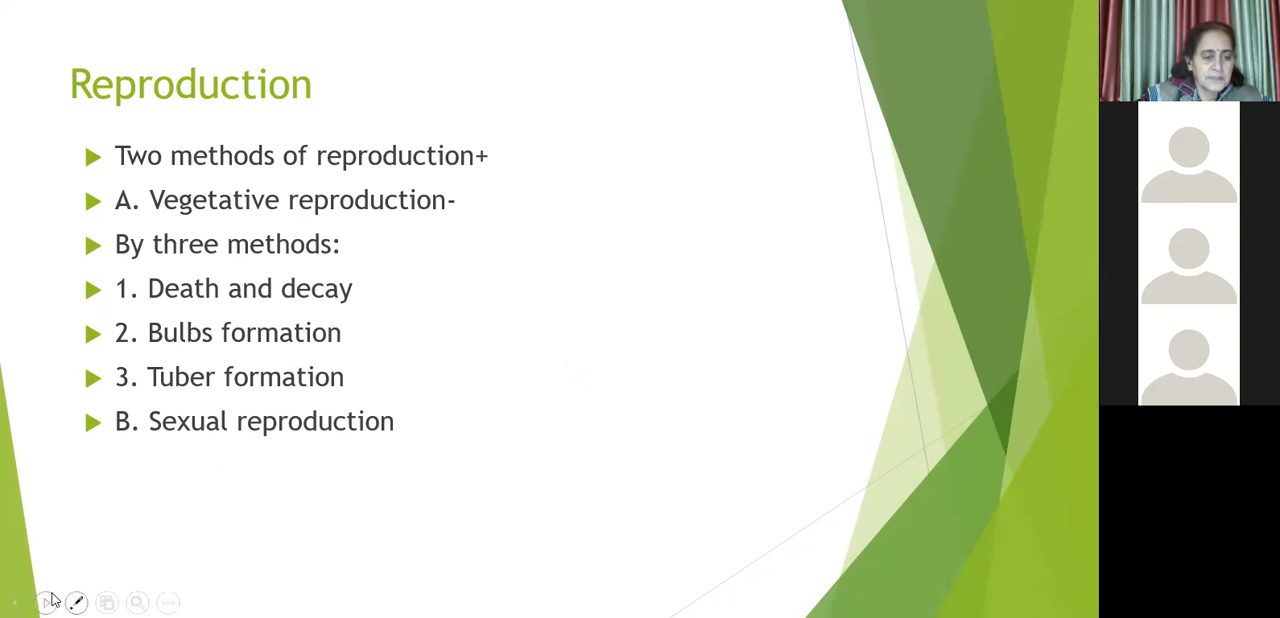 Reproduction
Two methods of reproduction+
A. Vegetative reproduction-
By three methods:
1. Death and decay
2. Bulbs formation
3. Tuber formation
B. Sexual reproduction